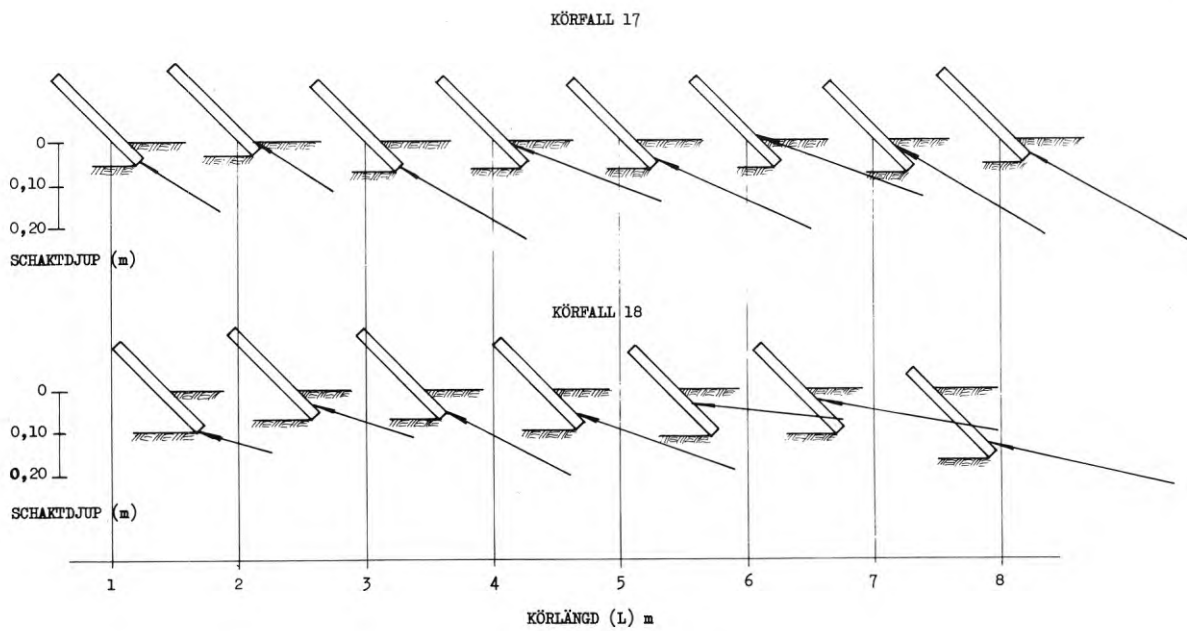 KÖRFALL 17
0
0,10
0,20
SCHAKTDJUP (m)
KÖRFALL 18
0
0,10
0,20
SCHAKTDJUP (m)
1 2 3 4 5 6 7 8
KÖRLÄNGD (L) m